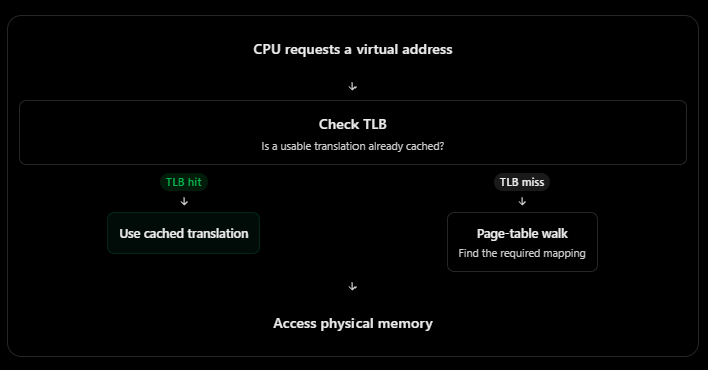 CPU requests a virtual address
Check TLB
Is a usable translation already cached?
TLB hit
TLB miss
Use cached translation
Page-table walk
Find the required mapping
Access physical memory